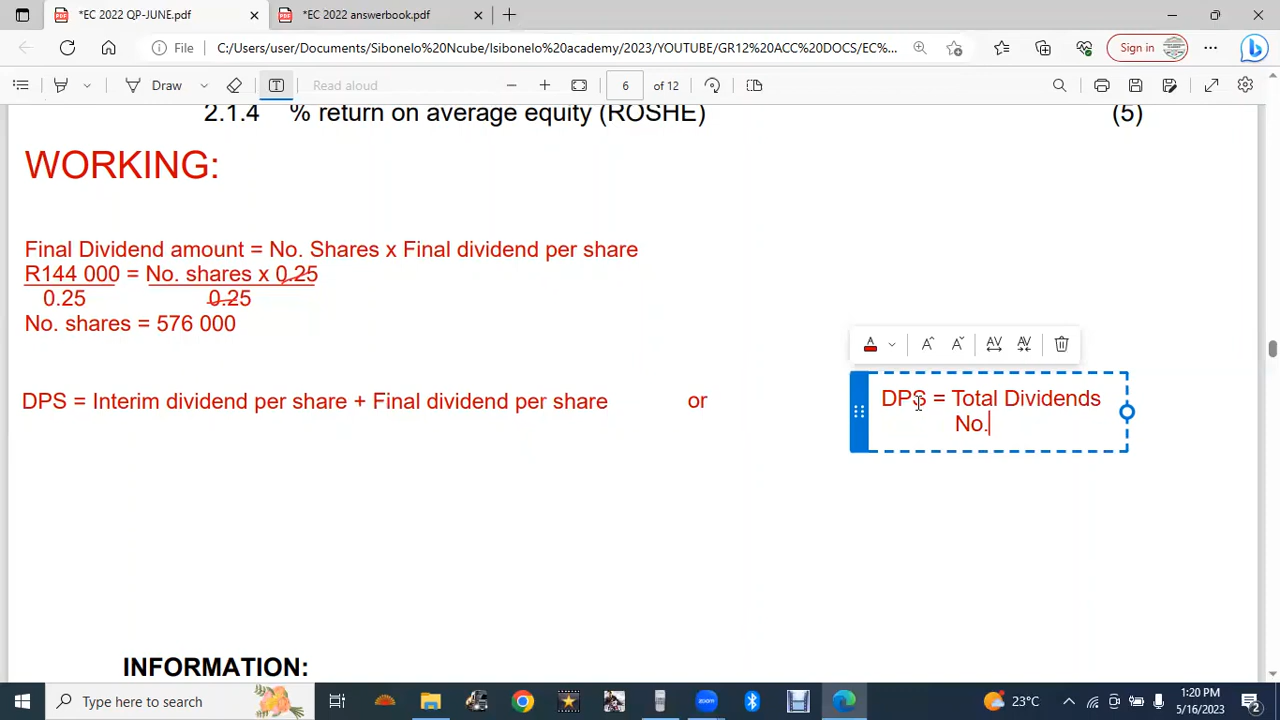 *EC 2022 QP-JUNE.pdf
*EC 2022 answerbook.pdf
File C:/Users/user/Documents/Sibonelo%20Ncube/Isibonelo%20academy/2023/YOUTUBE/GR12%20ACC%20DOCS/EC%...
Sign in
Draw
Read aloud
6 of 12
2.1.4 % return on average equity (ROSHE) (5)
WORKING:
Final Dividend amount = No. Shares x Final dividend per share
R144 000 = No. shares x 0.25
0.25 0.25
No. shares = 576 000
DPS = Interim dividend per share + Final dividend per share or
DPS = Total Dividends
No.
INFORMATION:
Type here to search
23°C
1:20 PM
5/16/2023
2